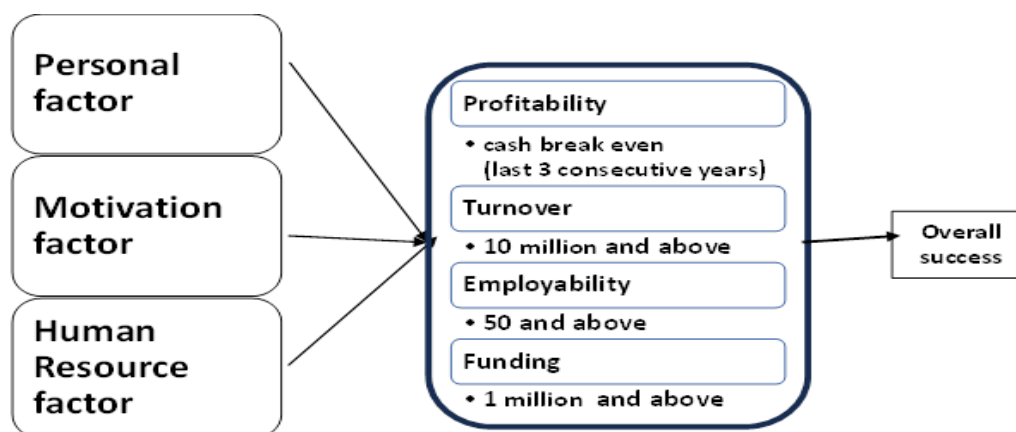 Personal
factor
Motivation
factor
Human
Resource
factor
Profitability
• cash break even
(last 3 consecutive years)
Turnover
• 10 million and above
Employability
• 50 and above
Funding
• 1 million and above
Overall
success